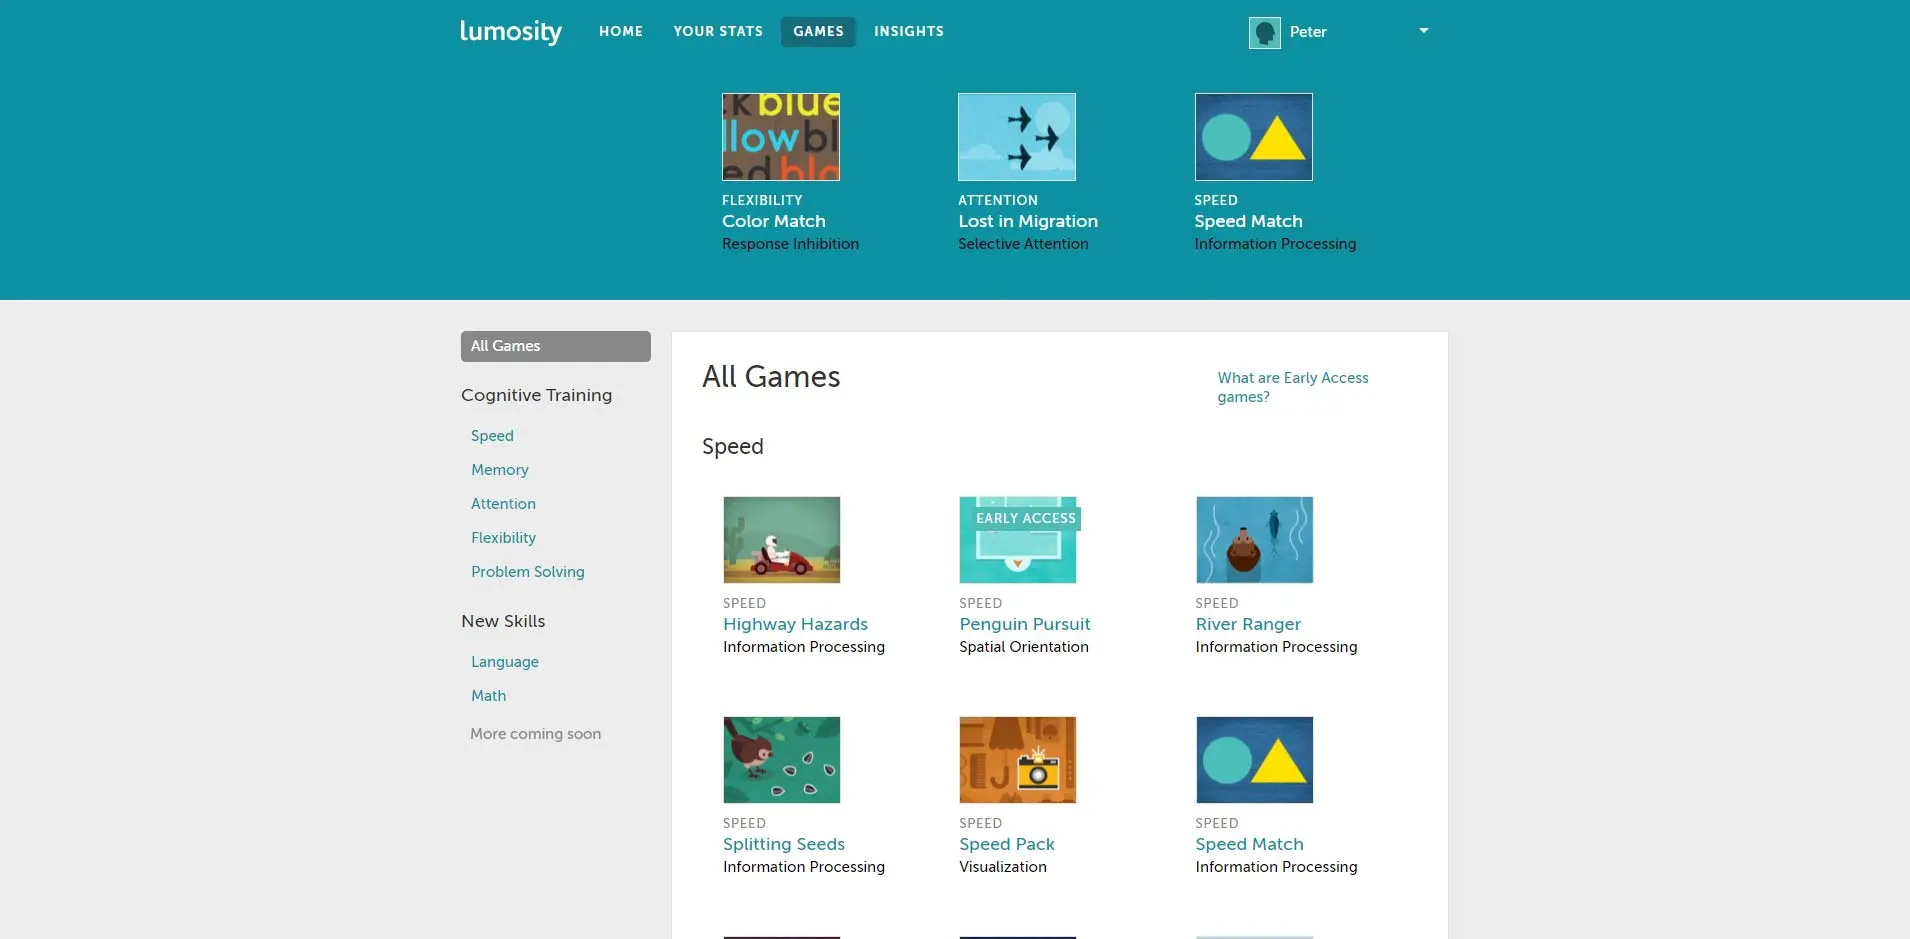 lumosity HOME YOUR STATS GAMES INSIGHTS Peter
ck blue
llow bl
ed bla
FLEXIBILITY
Color Match
Response Inhibition
ATTENTION
Lost in Migration
Selective Attention
SPEED
Speed Match
Information Processing
All Games
Cognitive Training
Speed
Memory
Attention
Flexibility
Problem Solving
New Skills
Language
Math
More coming soon
All Games
What are Early Access
games?
Speed
SPEED
Highway Hazards
Information Processing
EARLY ACCESS
SPEED
Penguin Pursuit
Spatial Orientation
SPEED
River Ranger
Information Processing
SPEED
Splitting Seeds
Information Processing
SPEED
Speed Pack
Visualization
SPEED
Speed Match
Information Processing